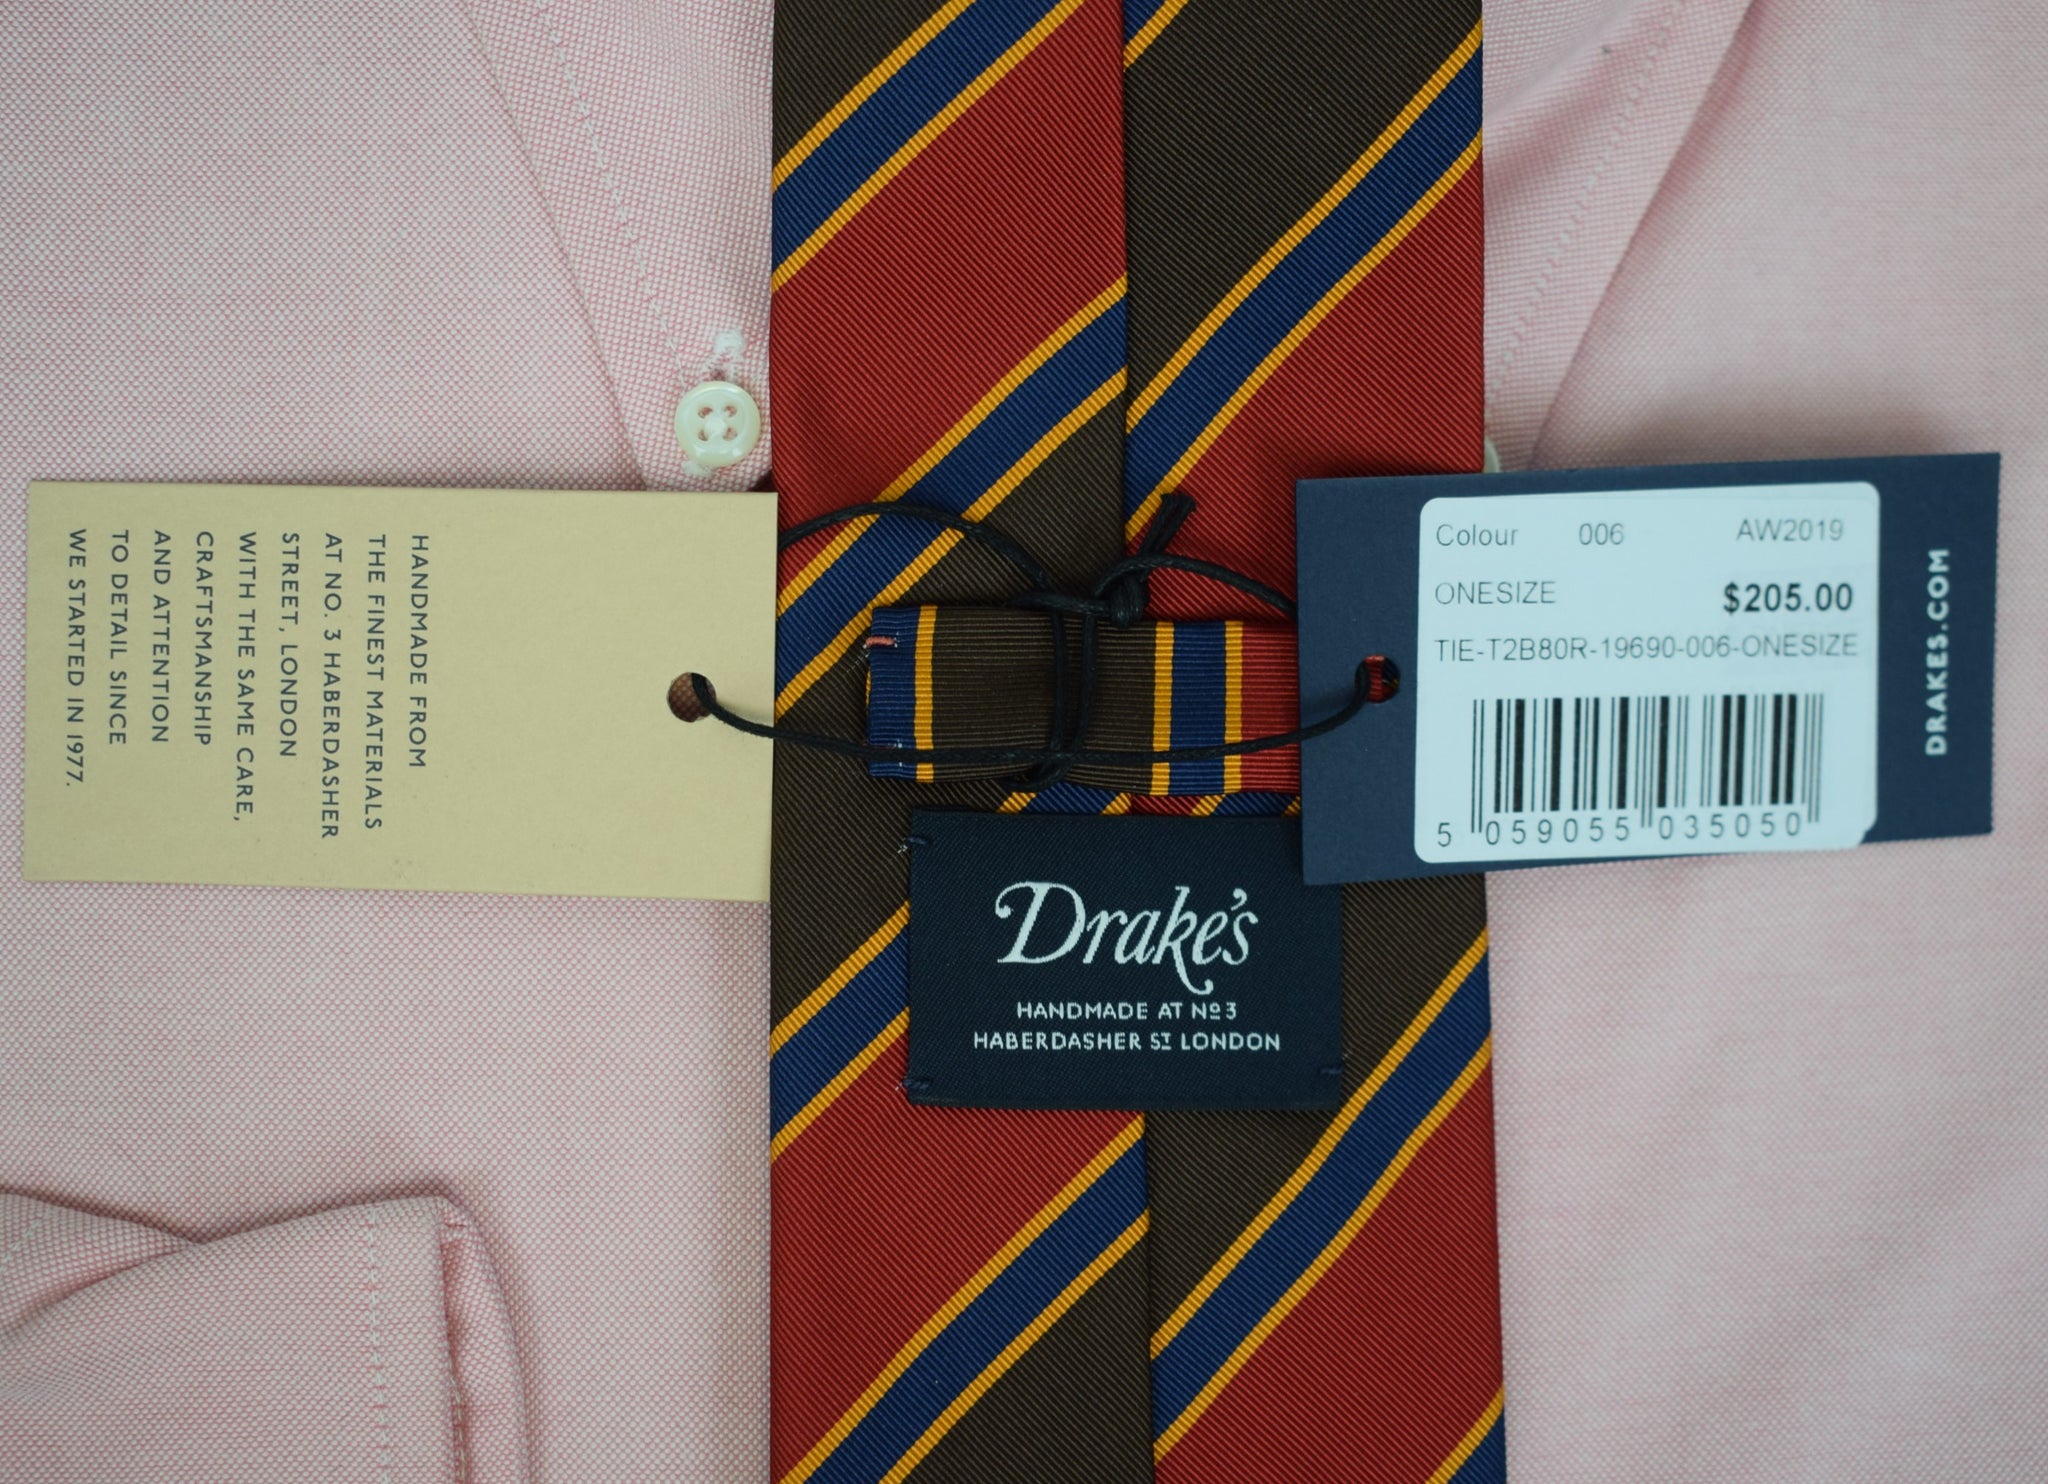 HANDMADE FROM
THE FINEST MATERIALS
AT NO. 3 HABERDASHER
STREET, LONDON
WITH THE SAME CARE,
CRAFTSMANSHIP
AND ATTENTION
TO DETAIL SINCE
WE STARTED IN 1977.
Colour 006 AW2019
ONESIZE $205.00
TIE-T2B80R-19690-006-ONESIZE
5 059055 035050
DRAKES.COM
Drake's
HANDMADE AT Nº3
HABERDASHER ST LONDON